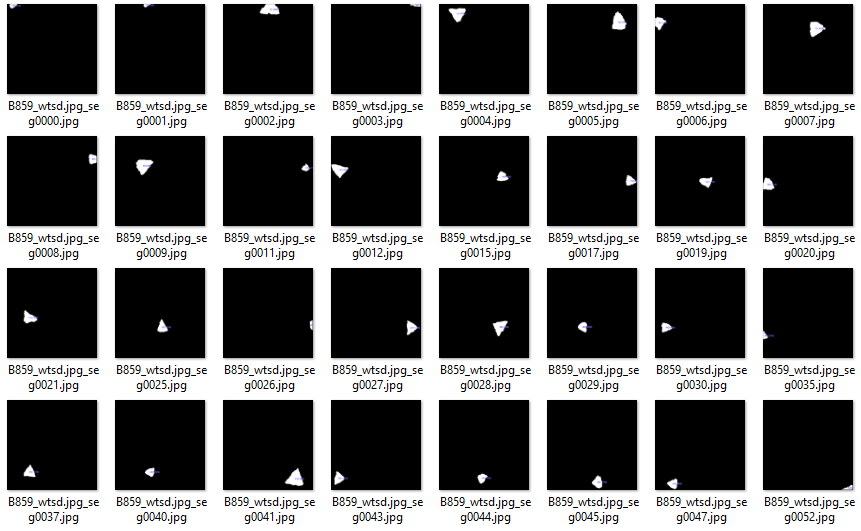 B859_wtsd.jpg_se
g0000.jpg
B859_wtsd.jpg_se
g0001.jpg
B859_wtsd.jpg_se
g0002.jpg
B859_wtsd.jpg_se
g0003.jpg
B859_wtsd.jpg_se
g0004.jpg
B859_wtsd.jpg_se
g0005.jpg
B859_wtsd.jpg_se
g0006.jpg
B859_wtsd.jpg_se
g0007.jpg
B859_wtsd.jpg_se
g0008.jpg
B859_wtsd.jpg_se
g0009.jpg
B859_wtsd.jpg_se
g0011.jpg
B859_wtsd.jpg_se
g0012.jpg
B859_wtsd.jpg_se
g0015.jpg
B859_wtsd.jpg_se
g0017.jpg
B859_wtsd.jpg_se
g0019.jpg
B859_wtsd.jpg_se
g0020.jpg
B859_wtsd.jpg_se
g0021.jpg
B859_wtsd.jpg_se
g0025.jpg
B859_wtsd.jpg_se
g0026.jpg
B859_wtsd.jpg_se
g0027.jpg
B859_wtsd.jpg_se
g0028.jpg
B859_wtsd.jpg_se
g0029.jpg
B859_wtsd.jpg_se
g0030.jpg
B859_wtsd.jpg_se
g0035.jpg
B859_wtsd.jpg_se
g0037.jpg
B859_wtsd.jpg_se
g0040.jpg
B859_wtsd.jpg_se
g0041.jpg
B859_wtsd.jpg_se
g0043.jpg
B859_wtsd.jpg_se
g0044.jpg
B859_wtsd.jpg_se
g0045.jpg
B859_wtsd.jpg_se
g0047.jpg
B859_wtsd.jpg_se
g0052.jpg